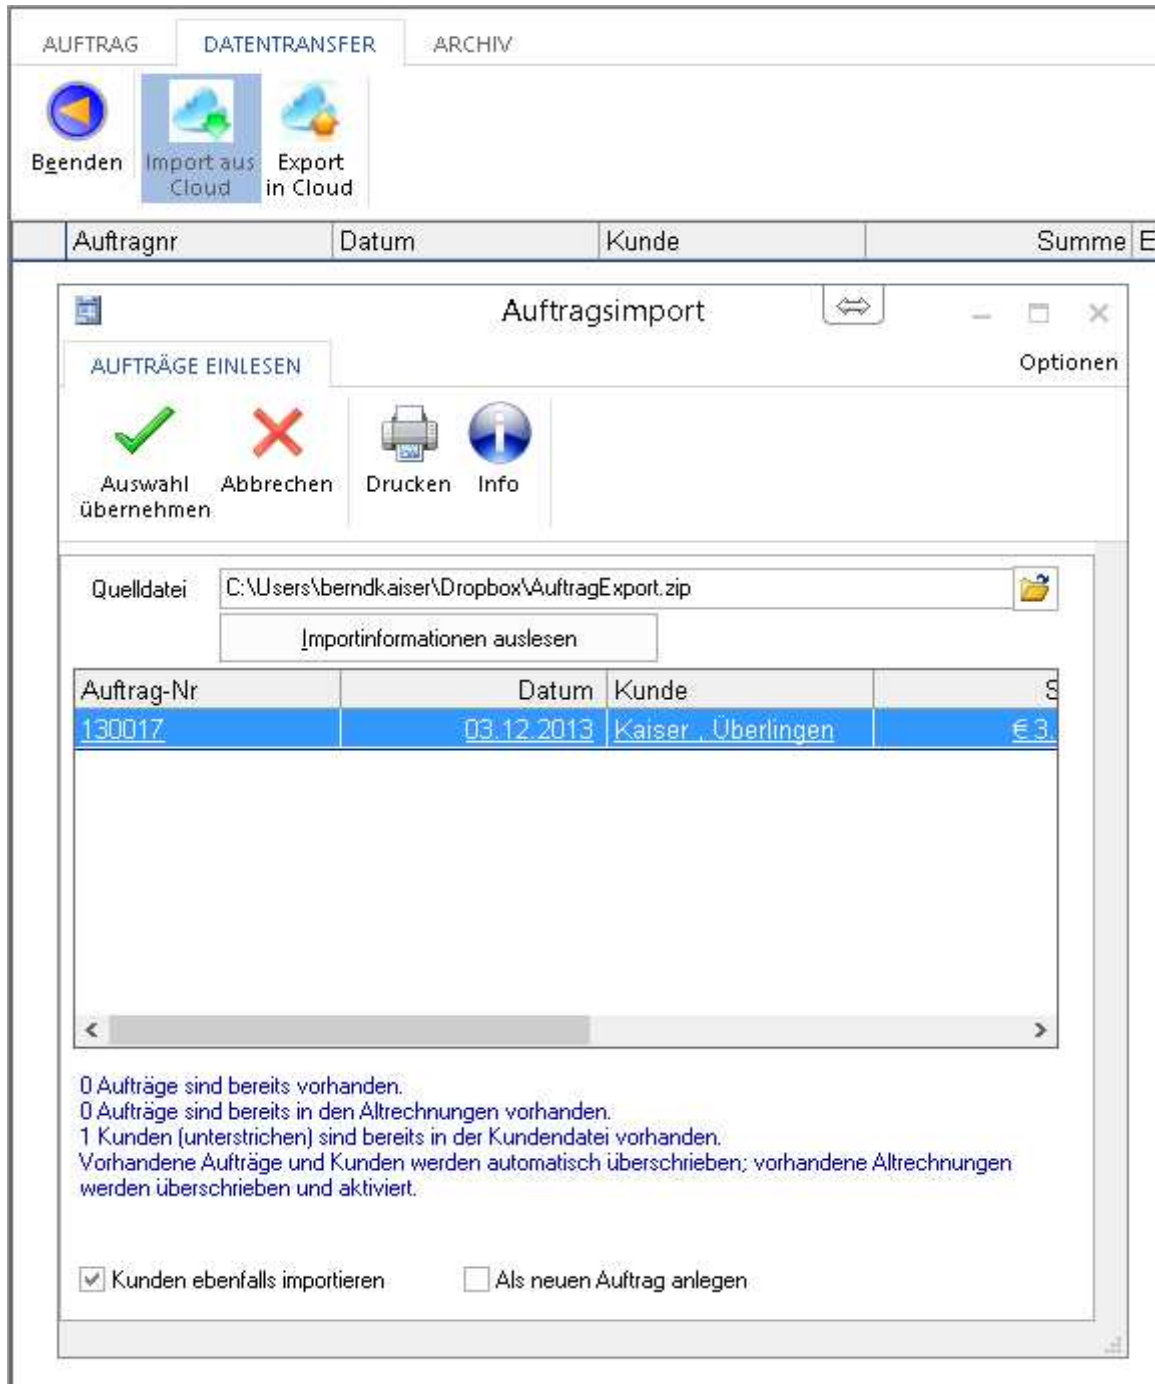 AUFTRAG DATENTRANSFER ARCHIV
Beenden Import aus Cloud Export in Cloud
Auftragnr Datum Kunde Summe E
Auftragsimport
AUFTRÄGE EINLESEN Optionen
Auswahl übernehmen Abbrechen Drucken Info
Quelldatei C:\Users\berndkaiser\Dropbox\AuftragExport.zip
Importinformationen auslesen
Auftrag-Nr Datum Kunde S
130017 03.12.2013 Kaiser , Überlingen € 3.
0 Aufträge sind bereits vorhanden.
0 Aufträge sind bereits in den Altrechnungen vorhanden.
1 Kunden (unterstrichen) sind bereits in der Kundendatei vorhanden.
Vorhandene Aufträge und Kunden werden automatisch überschrieben; vorhandene Altrechnungen
werden überschrieben und aktiviert.
Kunden ebenfalls importieren Als neuen Auftrag anlegen